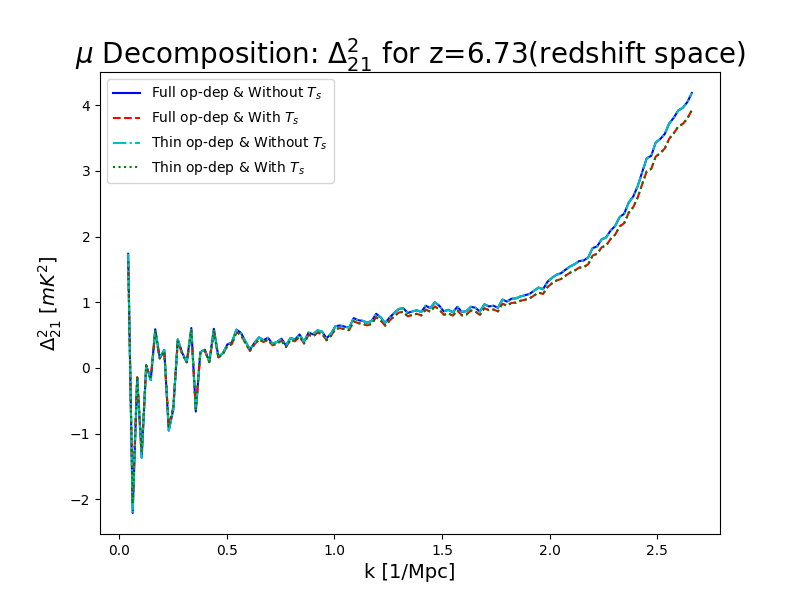 μ Decomposition: Δ²₂₁ for z=6.73(redshift space)
Full op-dep & Without Tₛ
Full op-dep & With Tₛ
Thin op-dep & Without Tₛ
Thin op-dep & With Tₛ
4
3
2
1
0
−1
−2
Δ²₂₁ [mK²]
0.0 0.5 1.0 1.5 2.0 2.5
k [1/Mpc]